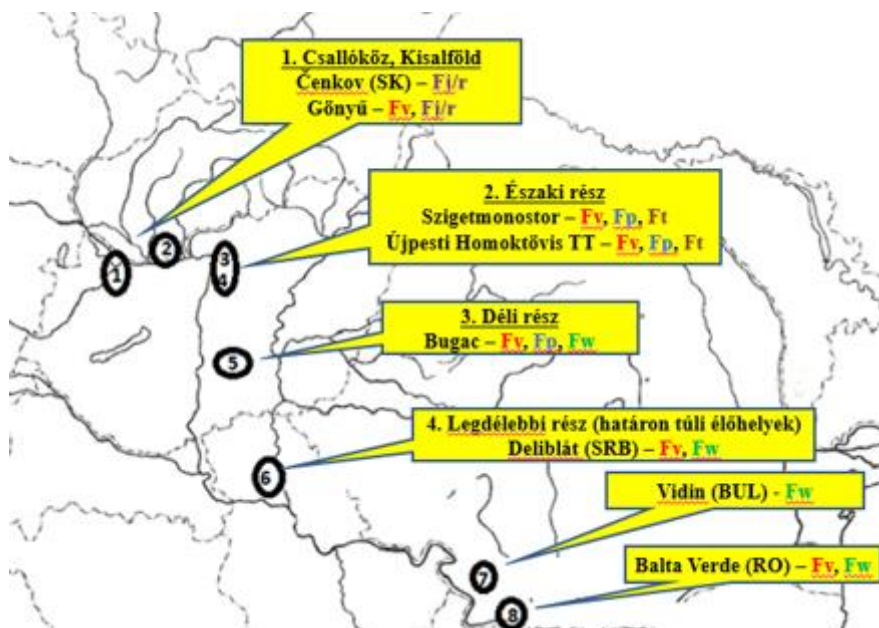 1. Csallóköz, Kisalföld
Čenkov (SK) – Fj/r
Gőnyű – Fv, Fj/r
2. Északi rész
Szigetmonostor – Fv, Fp, Ft
Újpesti Homoktövis TT – Fv, Fp, Ft
3. Déli rész
Bugac – Fv, Fp, Fw
4. Legdélebbi rész (határon túli élőhelyek)
Deliblát (SRB) – Fv, Fw
Vidin (BUL) - Fw
Balta Verde (RO) – Fv, Fw
1
2
3
4
5
6
7
8